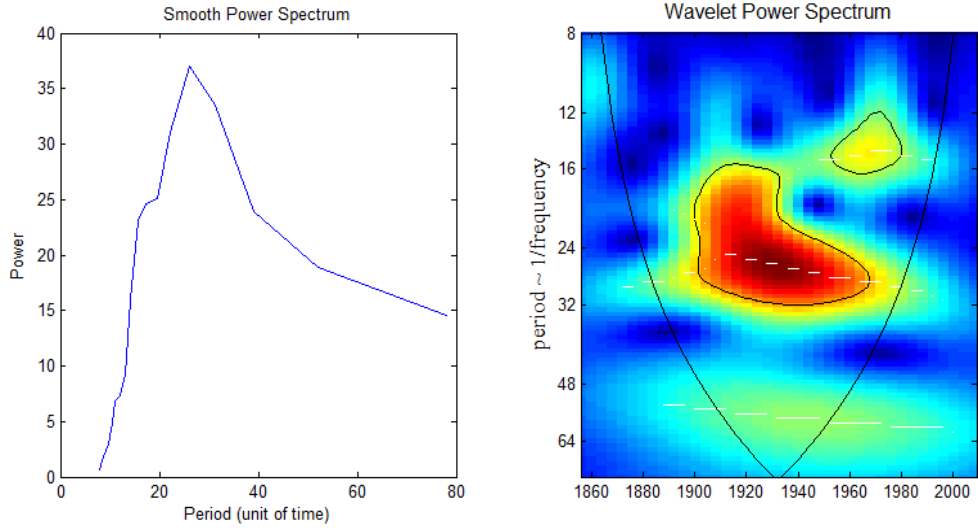 Smooth Power Spectrum
40
35
30
25
20
15
10
5
0
Power
0 20 40 60 80
Period (unit of time)
Wavelet Power Spectrum
8
12
16
24
32
48
64
period ~ 1/frequency
1860 1900 1920 1940 1960 1980 2000